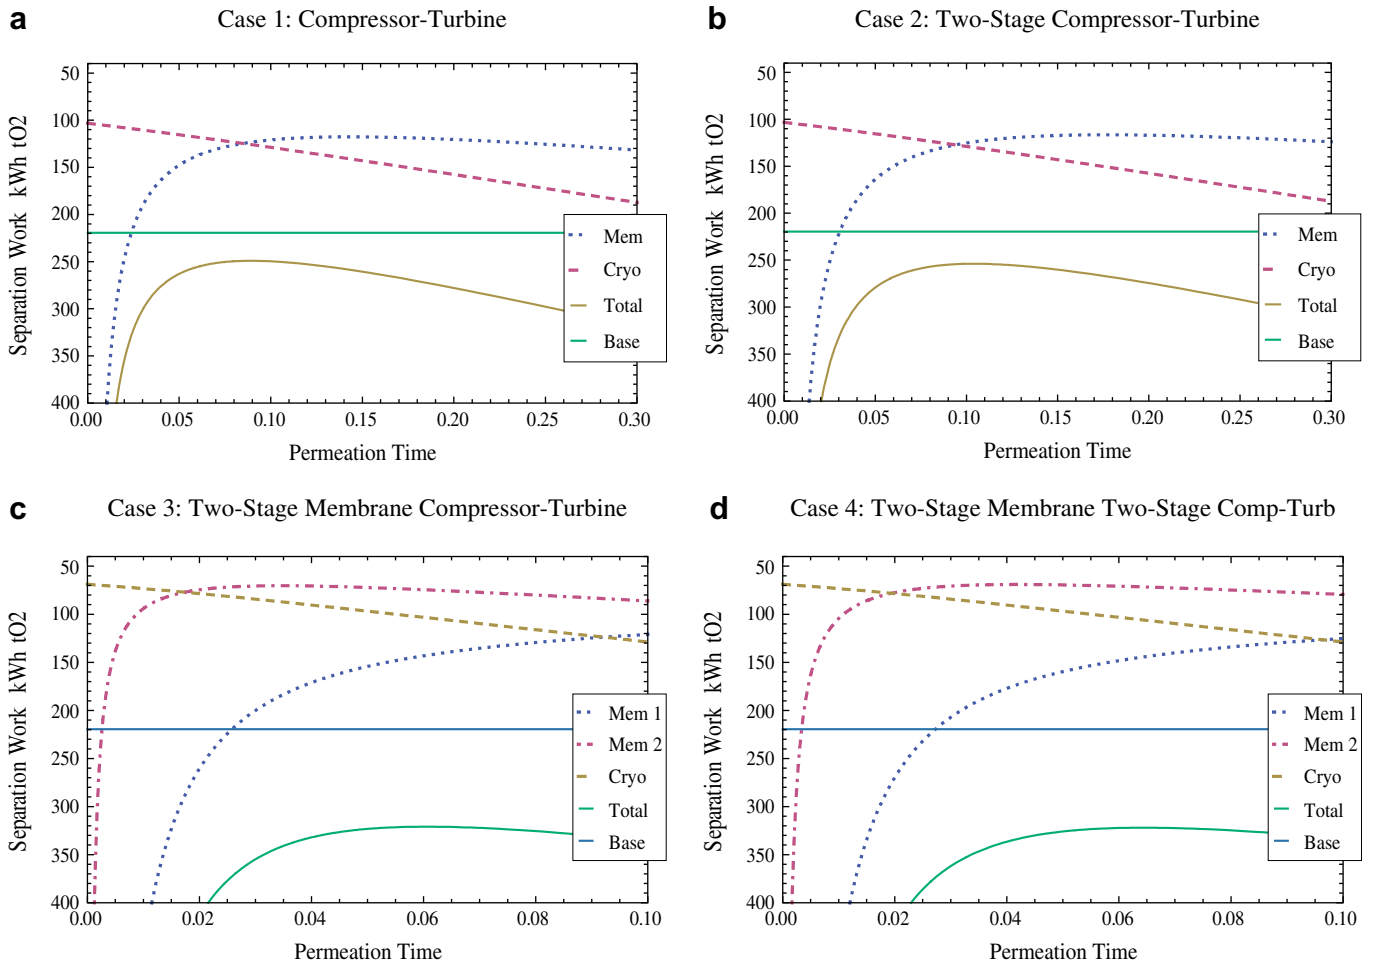 a
Case 1: Compressor-Turbine
50
100
150
200
250
300
350
400
Separation Work kWh tO2
0.00 0.05 0.10 0.15 0.20 0.25 0.30
Permeation Time
Mem
Cryo
Total
Base
b
Case 2: Two-Stage Compressor-Turbine
50
100
150
200
250
300
350
400
Separation Work kWh tO2
0.00 0.05 0.10 0.15 0.20 0.25 0.30
Permeation Time
Mem
Cryo
Total
Base
c
Case 3: Two-Stage Membrane Compressor-Turbine
50
100
150
200
250
300
350
400
Separation Work kWh tO2
0.00 0.02 0.04 0.06 0.08 0.10
Permeation Time
Mem 1
Mem 2
Cryo
Total
Base
d
Case 4: Two-Stage Membrane Two-Stage Comp-Turb
50
100
150
200
250
300
350
400
Separation Work kWh tO2
0.00 0.02 0.04 0.06 0.08 0.10
Permeation Time
Mem 1
Mem 2
Cryo
Total
Base